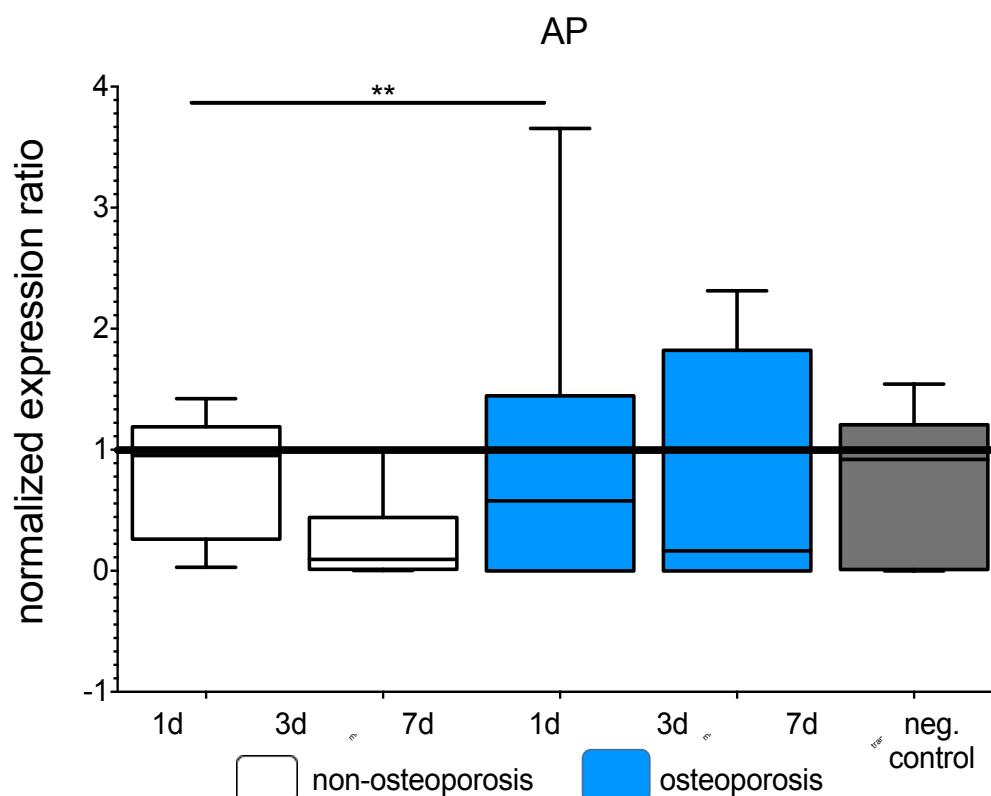 AP
normalized expression ratio
4
**
3
2
1
0
-1
1d 3d 7d 1d 3d 7d neg.
control
non-osteoporosis osteoporosis